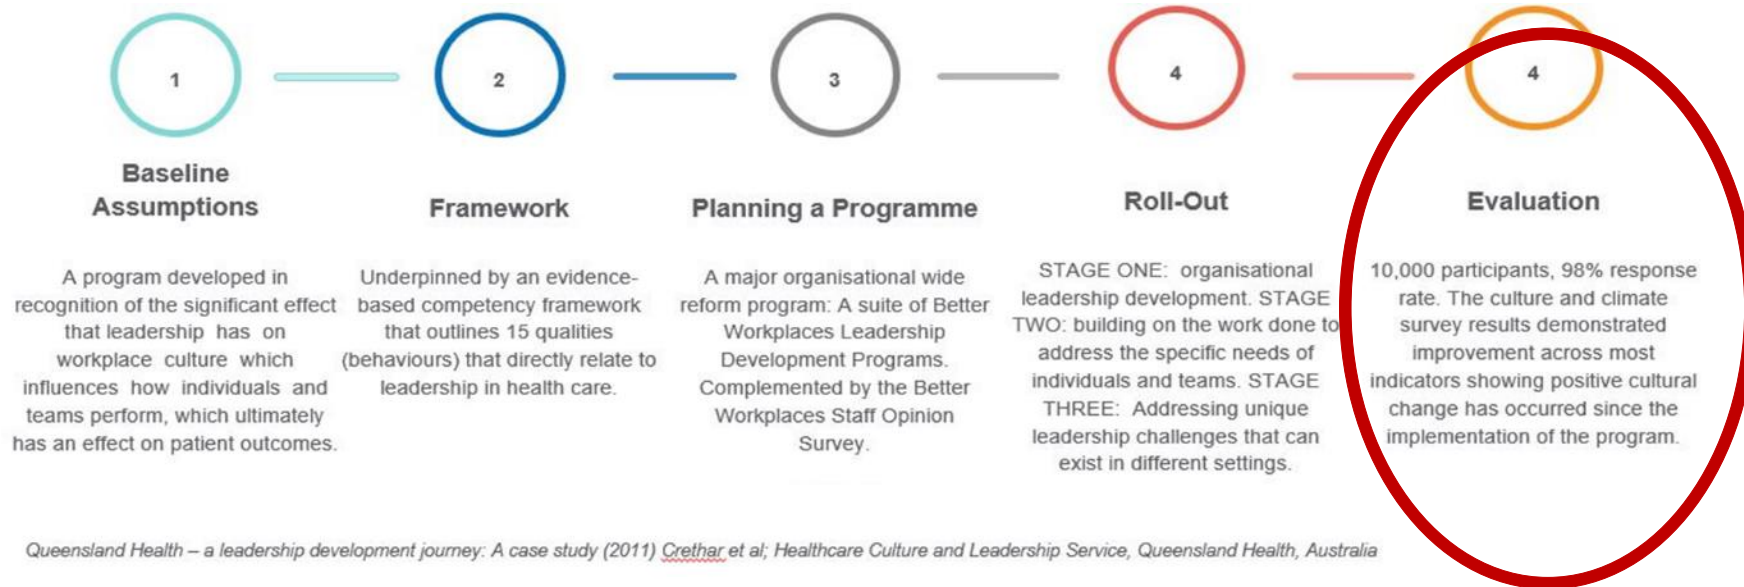 1
Baseline
Assumptions
A program developed in
recognition of the significant effect
that leadership has on
workplace culture which
influences how individuals and
teams perform, which ultimately
has an effect on patient outcomes.
2
Framework
Underpinned by an evidence-
based competency framework
that outlines 15 qualities
(behaviours) that directly relate to
leadership in health care.
3
Planning a Programme
A major organisational wide
reform program: A suite of Better
Workplaces Leadership
Development Programs.
Complemented by the Better
Workplaces Staff Opinion
Survey.
4
Roll-Out
STAGE ONE: organisational
leadership development. STAGE
TWO: building on the work done to
address the specific needs of
individuals and teams. STAGE
THREE: Addressing unique
leadership challenges that can
exist in different settings.
4
Evaluation
10,000 participants, 98% response
rate. The culture and climate
survey results demonstrated
improvement across most
indicators showing positive cultural
change has occurred since the
implementation of the program.
Queensland Health – a leadership development journey: A case study (2011) Crethar et al; Healthcare Culture and Leadership Service, Queensland Health, Australia